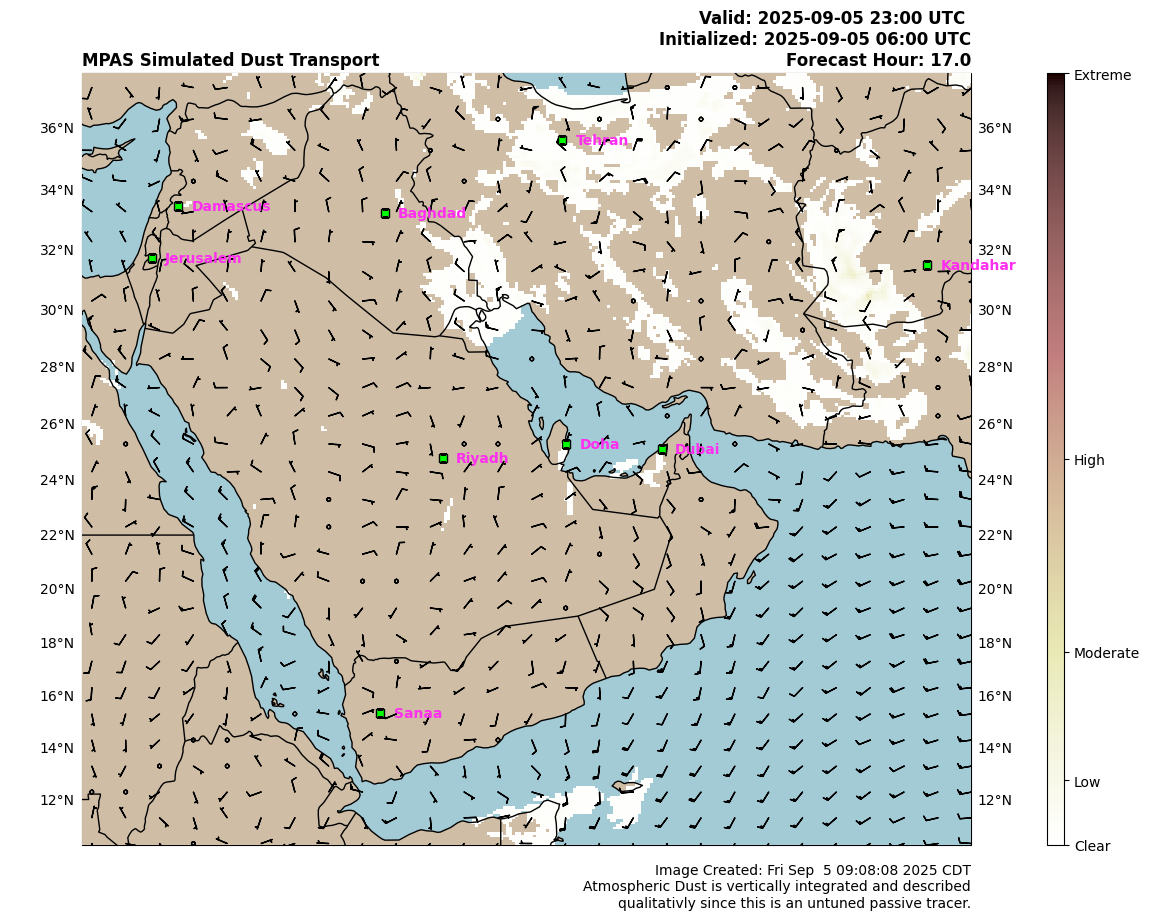 Valid: 2025-09-05 23:00 UTC
Initialized: 2025-09-05 06:00 UTC
MPAS Simulated Dust Transport Forecast Hour: 17.0
Extreme
36°N 36°N
Tehran
34°N 34°N
Damascus
Baghdad
32°N 32°N
Jerusalem
Kandahar
30°N 30°N
28°N 28°N
26°N 26°N
Doha
Dubai
Riyadh
High
24°N 24°N
22°N 22°N
20°N 20°N
18°N 18°N
Moderate
16°N 16°N
Sanaa
14°N 14°N
Low
12°N 12°N
Clear
Image Created: Fri Sep  5 09:08:08 2025 CDT
Atmospheric Dust is vertically integrated and described
qualitativly since this is an untuned passive tracer.